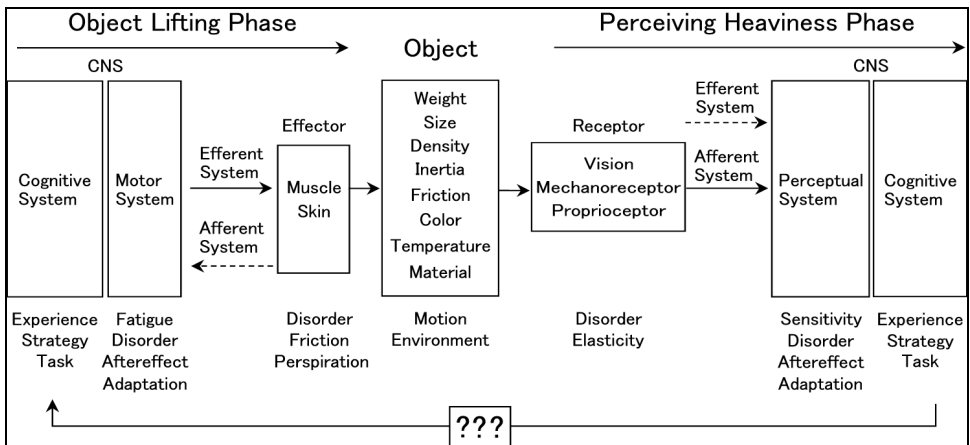 Object Lifting Phase
Object
Perceiving Heaviness Phase
CNS
Cognitive
System
Motor
System
Efferent
System
Afferent
System
Effector
Muscle
Skin
Weight
Size
Density
Inertia
Friction
Color
Temperature
Material
Receptor
Vision
Mechanoreceptor
Proprioceptor
Efferent
System
Afferent
System
CNS
Perceptual
System
Cognitive
System
Experience
Strategy
Task
Fatigue
Disorder
Aftereffect
Adaptation
Disorder
Friction
Perspiration
Motion
Environment
Disorder
Elasticity
Sensitivity
Disorder
Aftereffect
Adaptation
Experience
Strategy
Task
???